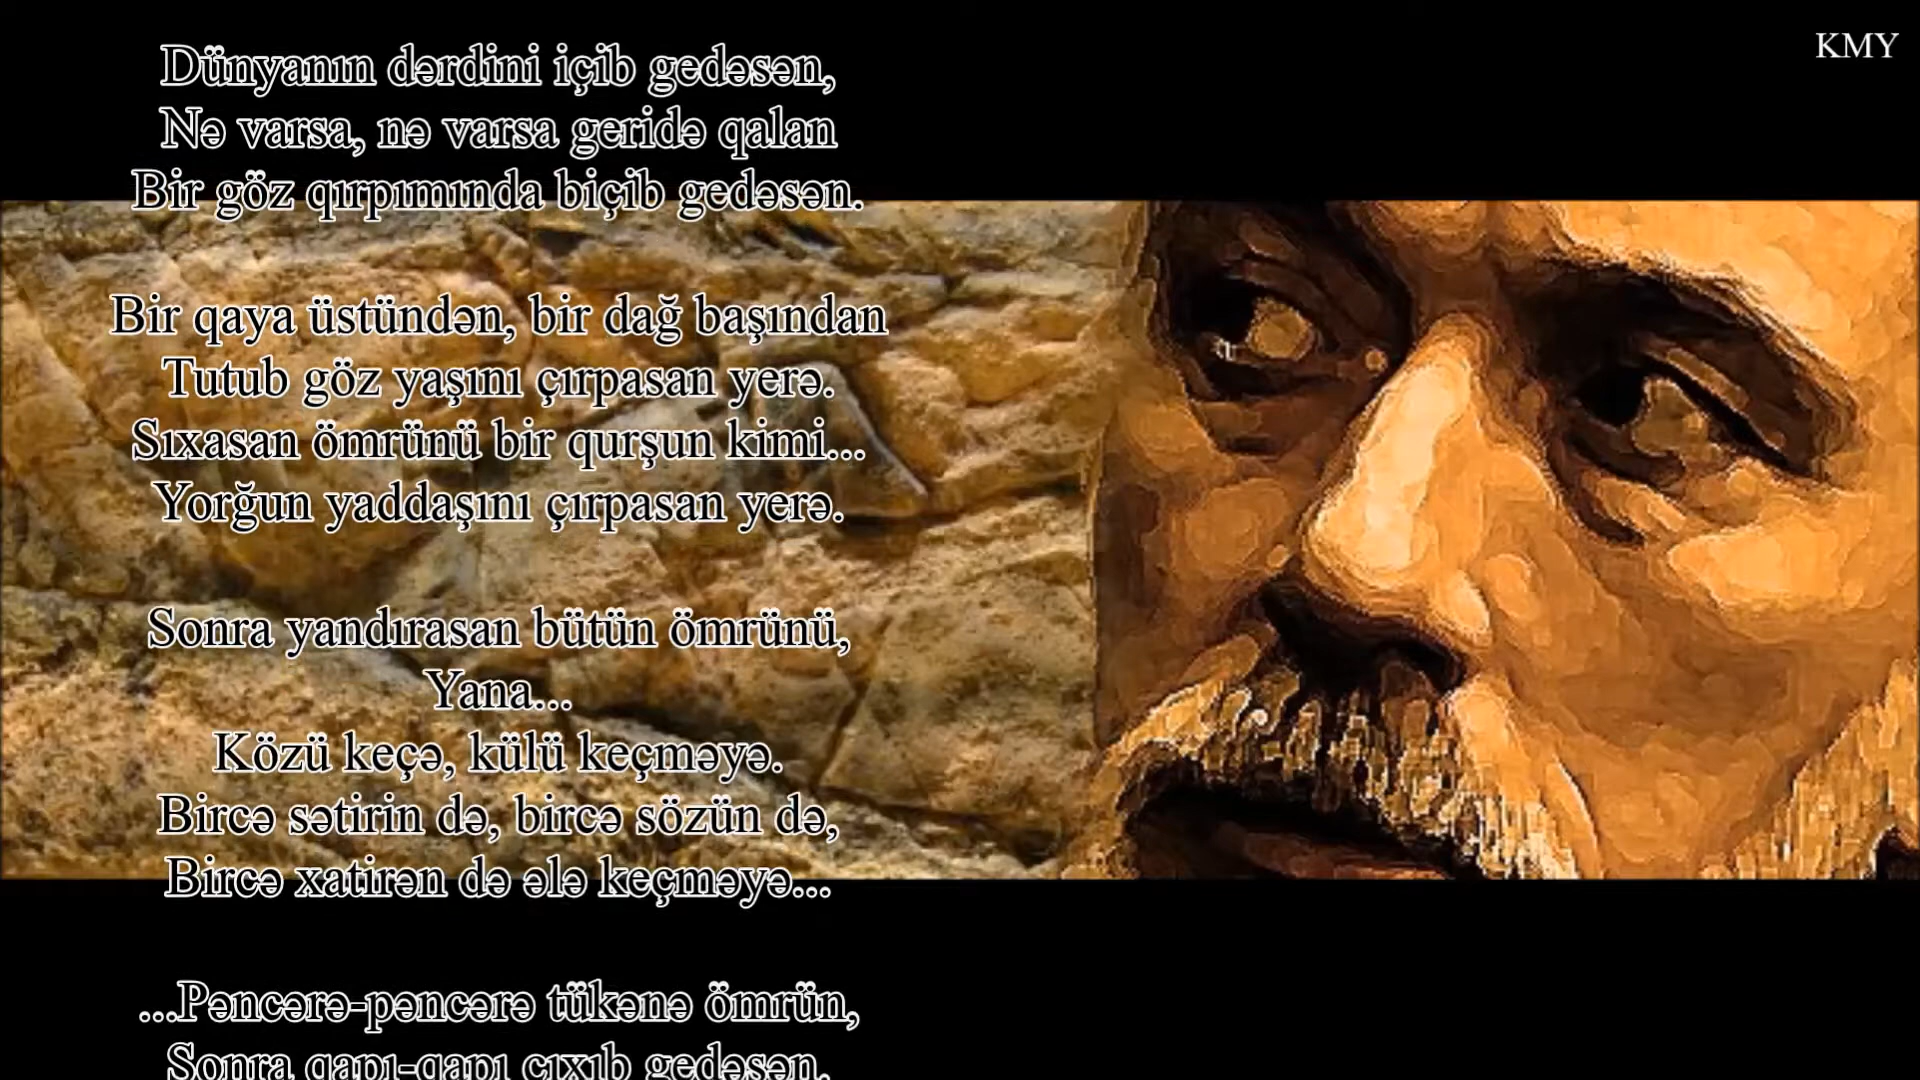 KMY
Dünyanın dərdini içib gedəsən,
Nə varsa, nə varsa geridə qalan
Bir göz qırpımında biçib gedəsən.
Bir qaya üstündən, bir dağ başından
Tutub göz yaşını çırpasan yerə.
Sıxasan ömrünü bir qurşun kimi...
Yorğun yaddaşını çırpasan yerə.
Sonra yandırasan bütün ömrünü,
Yana...
Közü keçə, külü keçməyə.
Bircə sətirin də, bircə sözün də,
Bircə xatirən də ələ keçməyə...
...Pəncərə-pəncərə tükənə ömrün,
Sonra qapı-qapı çıxıb gedəsən.